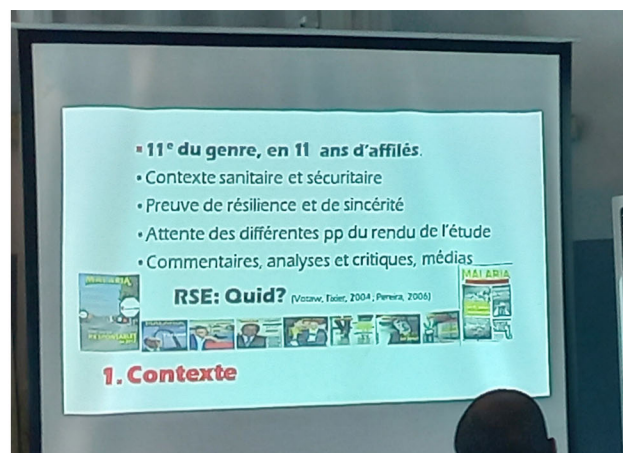 11e du genre, en 11 ans d'affilés.
• Contexte sanitaire et sécuritaire
• Preuve de résilience et de sincérité
• Attente des différentes pp du rendu de l'étude
• Commentaires, analyses et critiques, médias
MALARIA
MALARIA
RSE: Quid? (Votaw, Fixler, 2004; Pereira, 2006)
1. Contexte